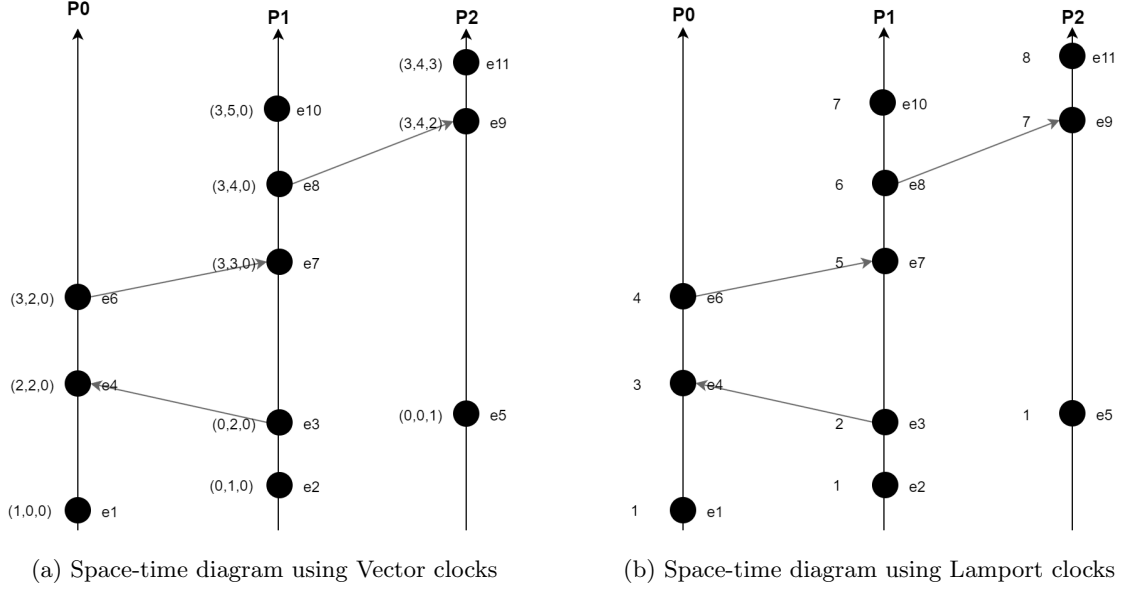 P0 P1 P2
(3,4,3) e11
(3,5,0) e10
(3,4,2) e9
(3,4,0) e8
(3,3,0) e7
(3,2,0) e6
(2,2,0) e4
(0,0,1) e5
(0,2,0) e3
(0,1,0) e2
(1,0,0) e1
(a) Space-time diagram using Vector clocks
P0 P1 P2
8 e11
7 e10
7 e9
6 e8
5 e7
4 e6
3 e4
1 e5
2 e3
1 e2
1 e1
(b) Space-time diagram using Lamport clocks